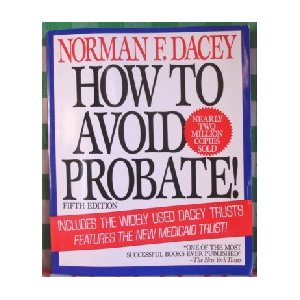 NORMAN F. DACEY
HOW TO
AVOID
PROBATE!
NEARLY
TWO
MILLION
COPIES
SOLD
FIFTH EDITION
INCLUDES THE WIDELY USED DACEY TRUSTS
FEATURES THE NEW MEDICAID TRUST!
"ONE OF THE MOST
SUCCESSFUL BOOKS EVER PUBLISHED"
—The New York Times